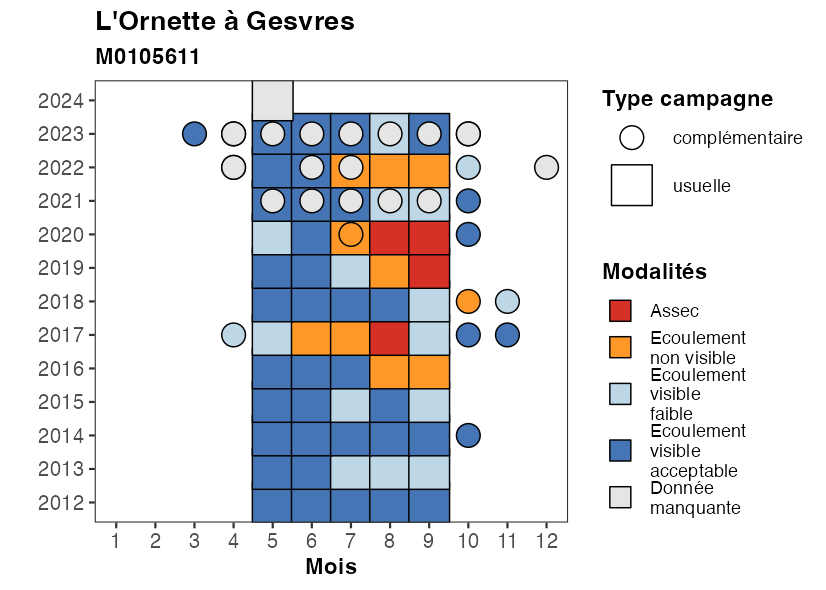 L'Ornette à Gesvres
M0105611
2024
2023
2022
2021
2020
2019
2018
2017
2016
2015
2014
2013
2012
1 2 3 4 5 6 7 8 9 10 11 12
Mois
Type campagne
complémentaire
usuelle
Modalités
Assec
Ecoulement
non visible
Ecoulement
visible
faible
Ecoulement
visible
acceptable
Donnée
manquante